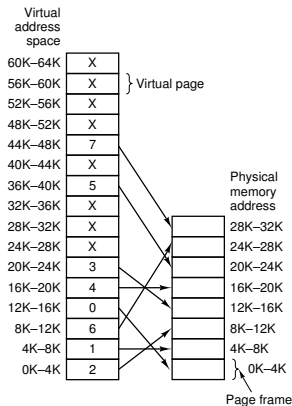 Virtual
address
space
60K–64K X
56K–60K X Virtual page
52K–56K X
48K–52K X
44K–48K 7
40K–44K X
36K–40K 5
32K–36K X
28K–32K X
24K–28K X
20K–24K 3
16K–20K 4
12K–16K 0
8K–12K 6
4K–8K 1
0K–4K 2
Physical
memory
address
28K–32K
24K–28K
20K–24K
16K–20K
12K–16K
8K–12K
4K–8K
0K–4K
Page frame